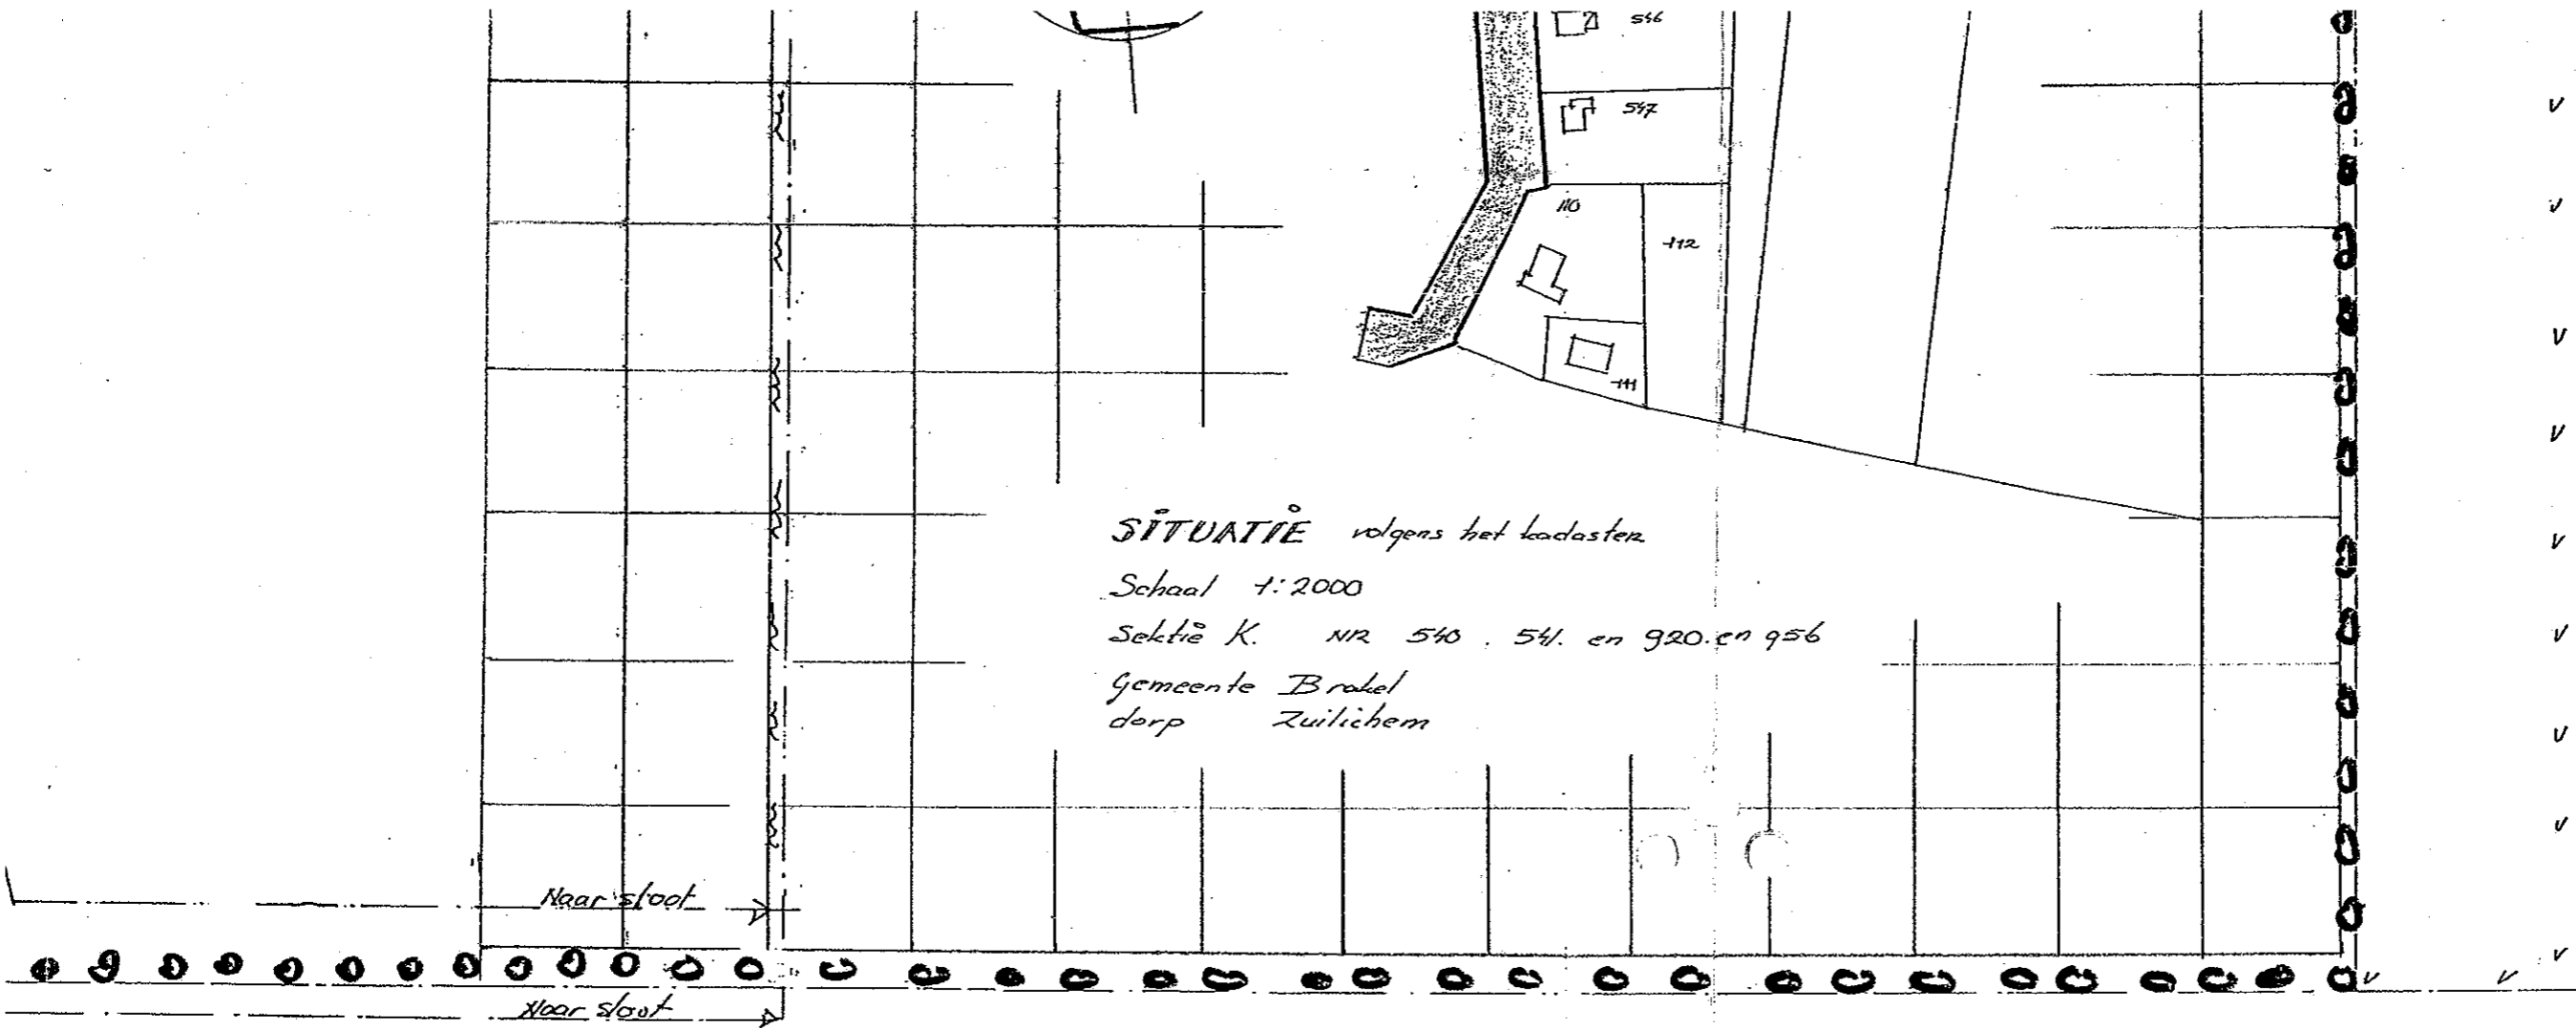 546
547
110
112
111
SITUATIE volgens het kadaster
Schaal 1:2000
Sektie K. NR 540. 541. en 920. en 956
Gemeente Brakel
dorp Zuilichem
Naar sloot
Naar sloot